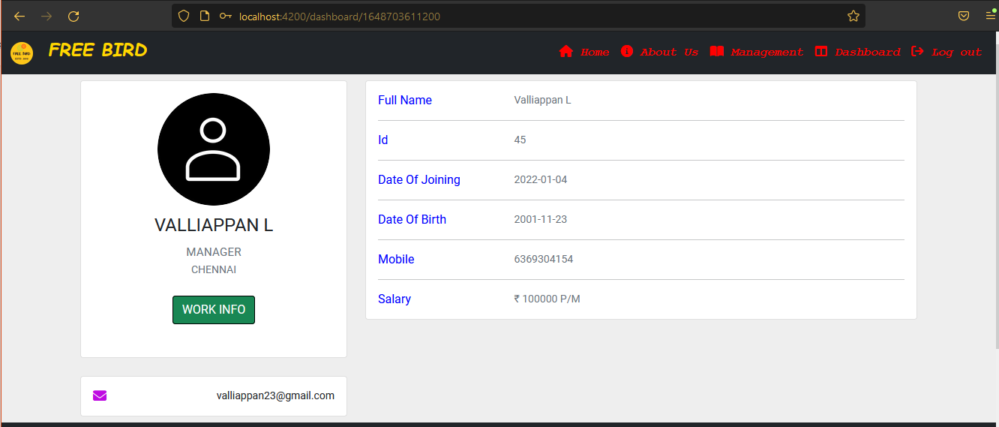 localhost:4200/dashboard/1648703611200
FREE BIRD
FREE BIRD
Home
About Us
Management
Dashboard
Log out
VALLIAPPAN L
MANAGER
CHENNAI
WORK INFO
valliappan23@gmail.com
Full Name Valliappan L
Id 45
Date Of Joining 2022-01-04
Date Of Birth 2001-11-23
Mobile 6369304154
Salary ₹ 100000 P/M